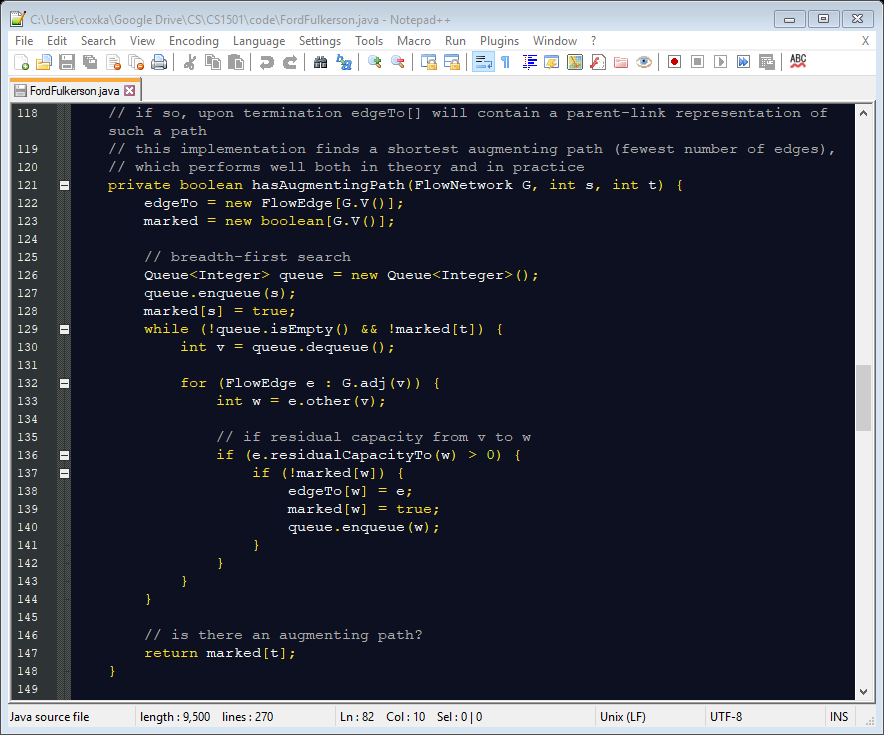 C:\Users\coxka\Google Drive\CS\CS1501\code\FordFulkerson.java - Notepad++
File Edit Search View Encoding Language Settings Tools Macro Run Plugins Window ? X
ABC
FordFulkerson.java
118 // if so, upon termination edgeTo[] will contain a parent-link representation of
such a path
119 // this implementation finds a shortest augmenting path (fewest number of edges),
120 // which performs well both in theory and in practice
121 private boolean hasAugmentingPath(FlowNetwork G, int s, int t) {
122 edgeTo = new FlowEdge[G.V()];
123 marked = new boolean[G.V()];
124
125 // breadth-first search
126 Queue<Integer> queue = new Queue<Integer>();
127 queue.enqueue(s);
128 marked[s] = true;
129 while (!queue.isEmpty() && !marked[t]) {
130 int v = queue.dequeue();
131
132 for (FlowEdge e : G.adj(v)) {
133 int w = e.other(v);
134
135 // if residual capacity from v to w
136 if (e.residualCapacityTo(w) > 0) {
137 if (!marked[w]) {
138 edgeTo[w] = e;
139 marked[w] = true;
140 queue.enqueue(w);
141 }
142 }
143 }
144 }
145
146 // is there an augmenting path?
147 return marked[t];
148 }
149
Java source file length : 9,500 lines : 270 Ln : 82 Col : 10 Sel : 0 | 0 Unix (LF) UTF-8 INS